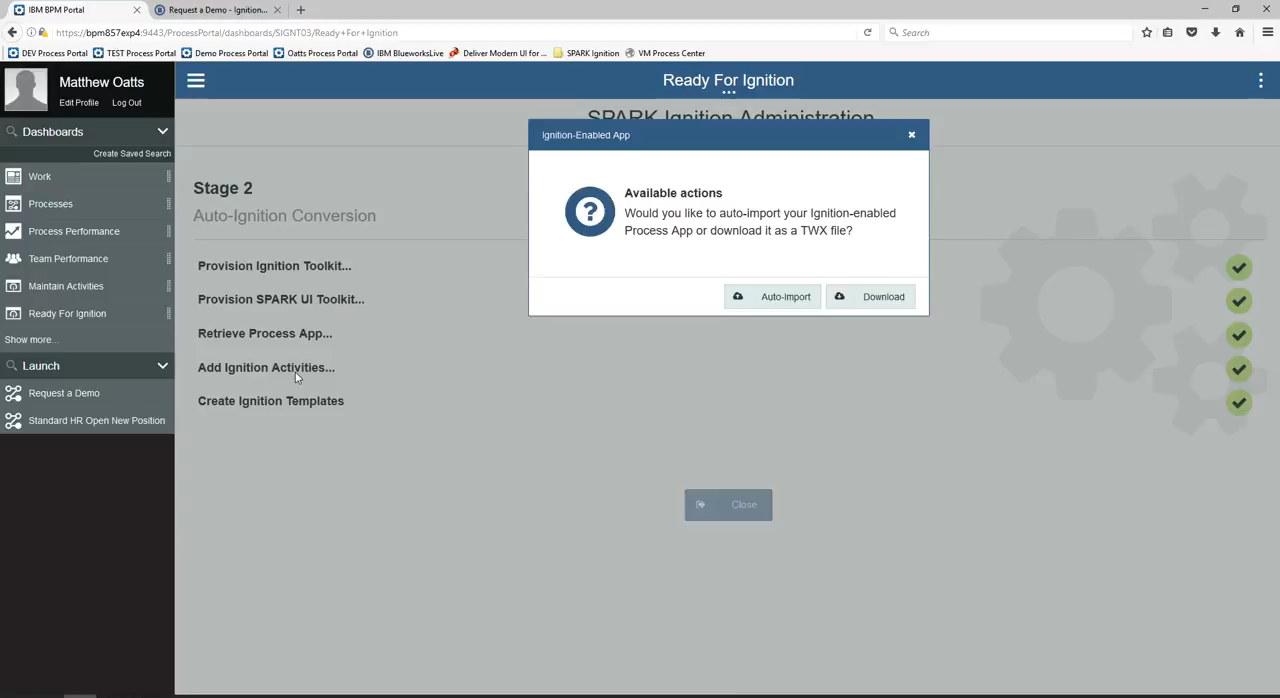 IBM BPM Portal
Request a Demo - Ignition...
https://bpm857exp4:9443/ProcessPortal/dashboards/SIGNT03/Ready+For+Ignition
Search
DEV Process Portal
TEST Process Portal
Demo Process Portal
Oatts Process Portal
IBM BlueworksLive
Deliver Modern UI for ...
SPARK Ignition
VM Process Center
Matthew Oatts
Edit Profile
Log Out
Dashboards
Create Saved Search
Work
Processes
Process Performance
Team Performance
Maintain Activities
Ready For Ignition
Show more...
Launch
Request a Demo
Standard HR Open New Position
Ready For Ignition
SPARK Ignition Administration
Stage 2
Auto-Ignition Conversion
Provision Ignition Toolkit...
Provision SPARK UI Toolkit...
Retrieve Process App...
Add Ignition Activities...
Create Ignition Templates
Close
Ignition-Enabled App
Available actions
Would you like to auto-import your Ignition-enabled
Process App or download it as a TWX file?
Auto-Import
Download